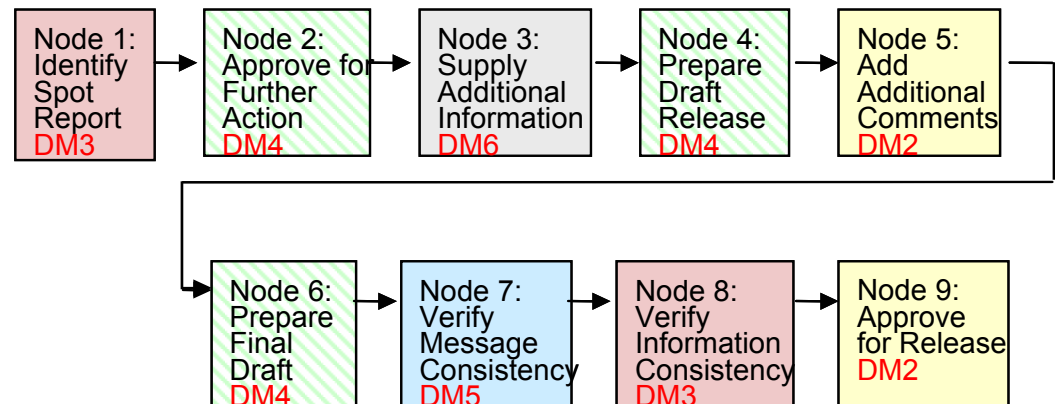 Node 1:
Identify
Spot
Report
DM3
Node 2:
Approve for
Further
Action
DM4
Node 3:
Supply
Additional
Information
DM6
Node 4:
Prepare
Draft
Release
DM4
Node 5:
Add
Additional
Comments
DM2
Node 6:
Prepare
Final
Draft
DM4
Node 7:
Verify
Message
Consistency
DM5
Node 8:
Verify
Information
Consistency
DM3
Node 9:
Approve
for Release
DM2